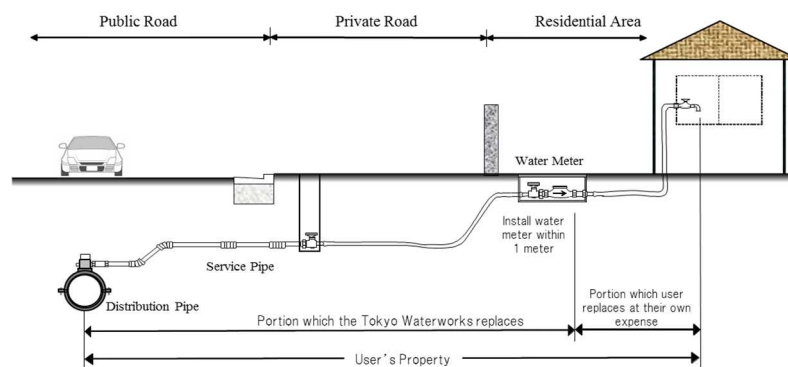 Public Road
Private Road
Residential Area
Water Meter
Install water
meter within
1 meter
Service Pipe
Distribution Pipe
Portion which the Tokyo Waterworks replaces
Portion which user
replaces at their own
expense
User's Property